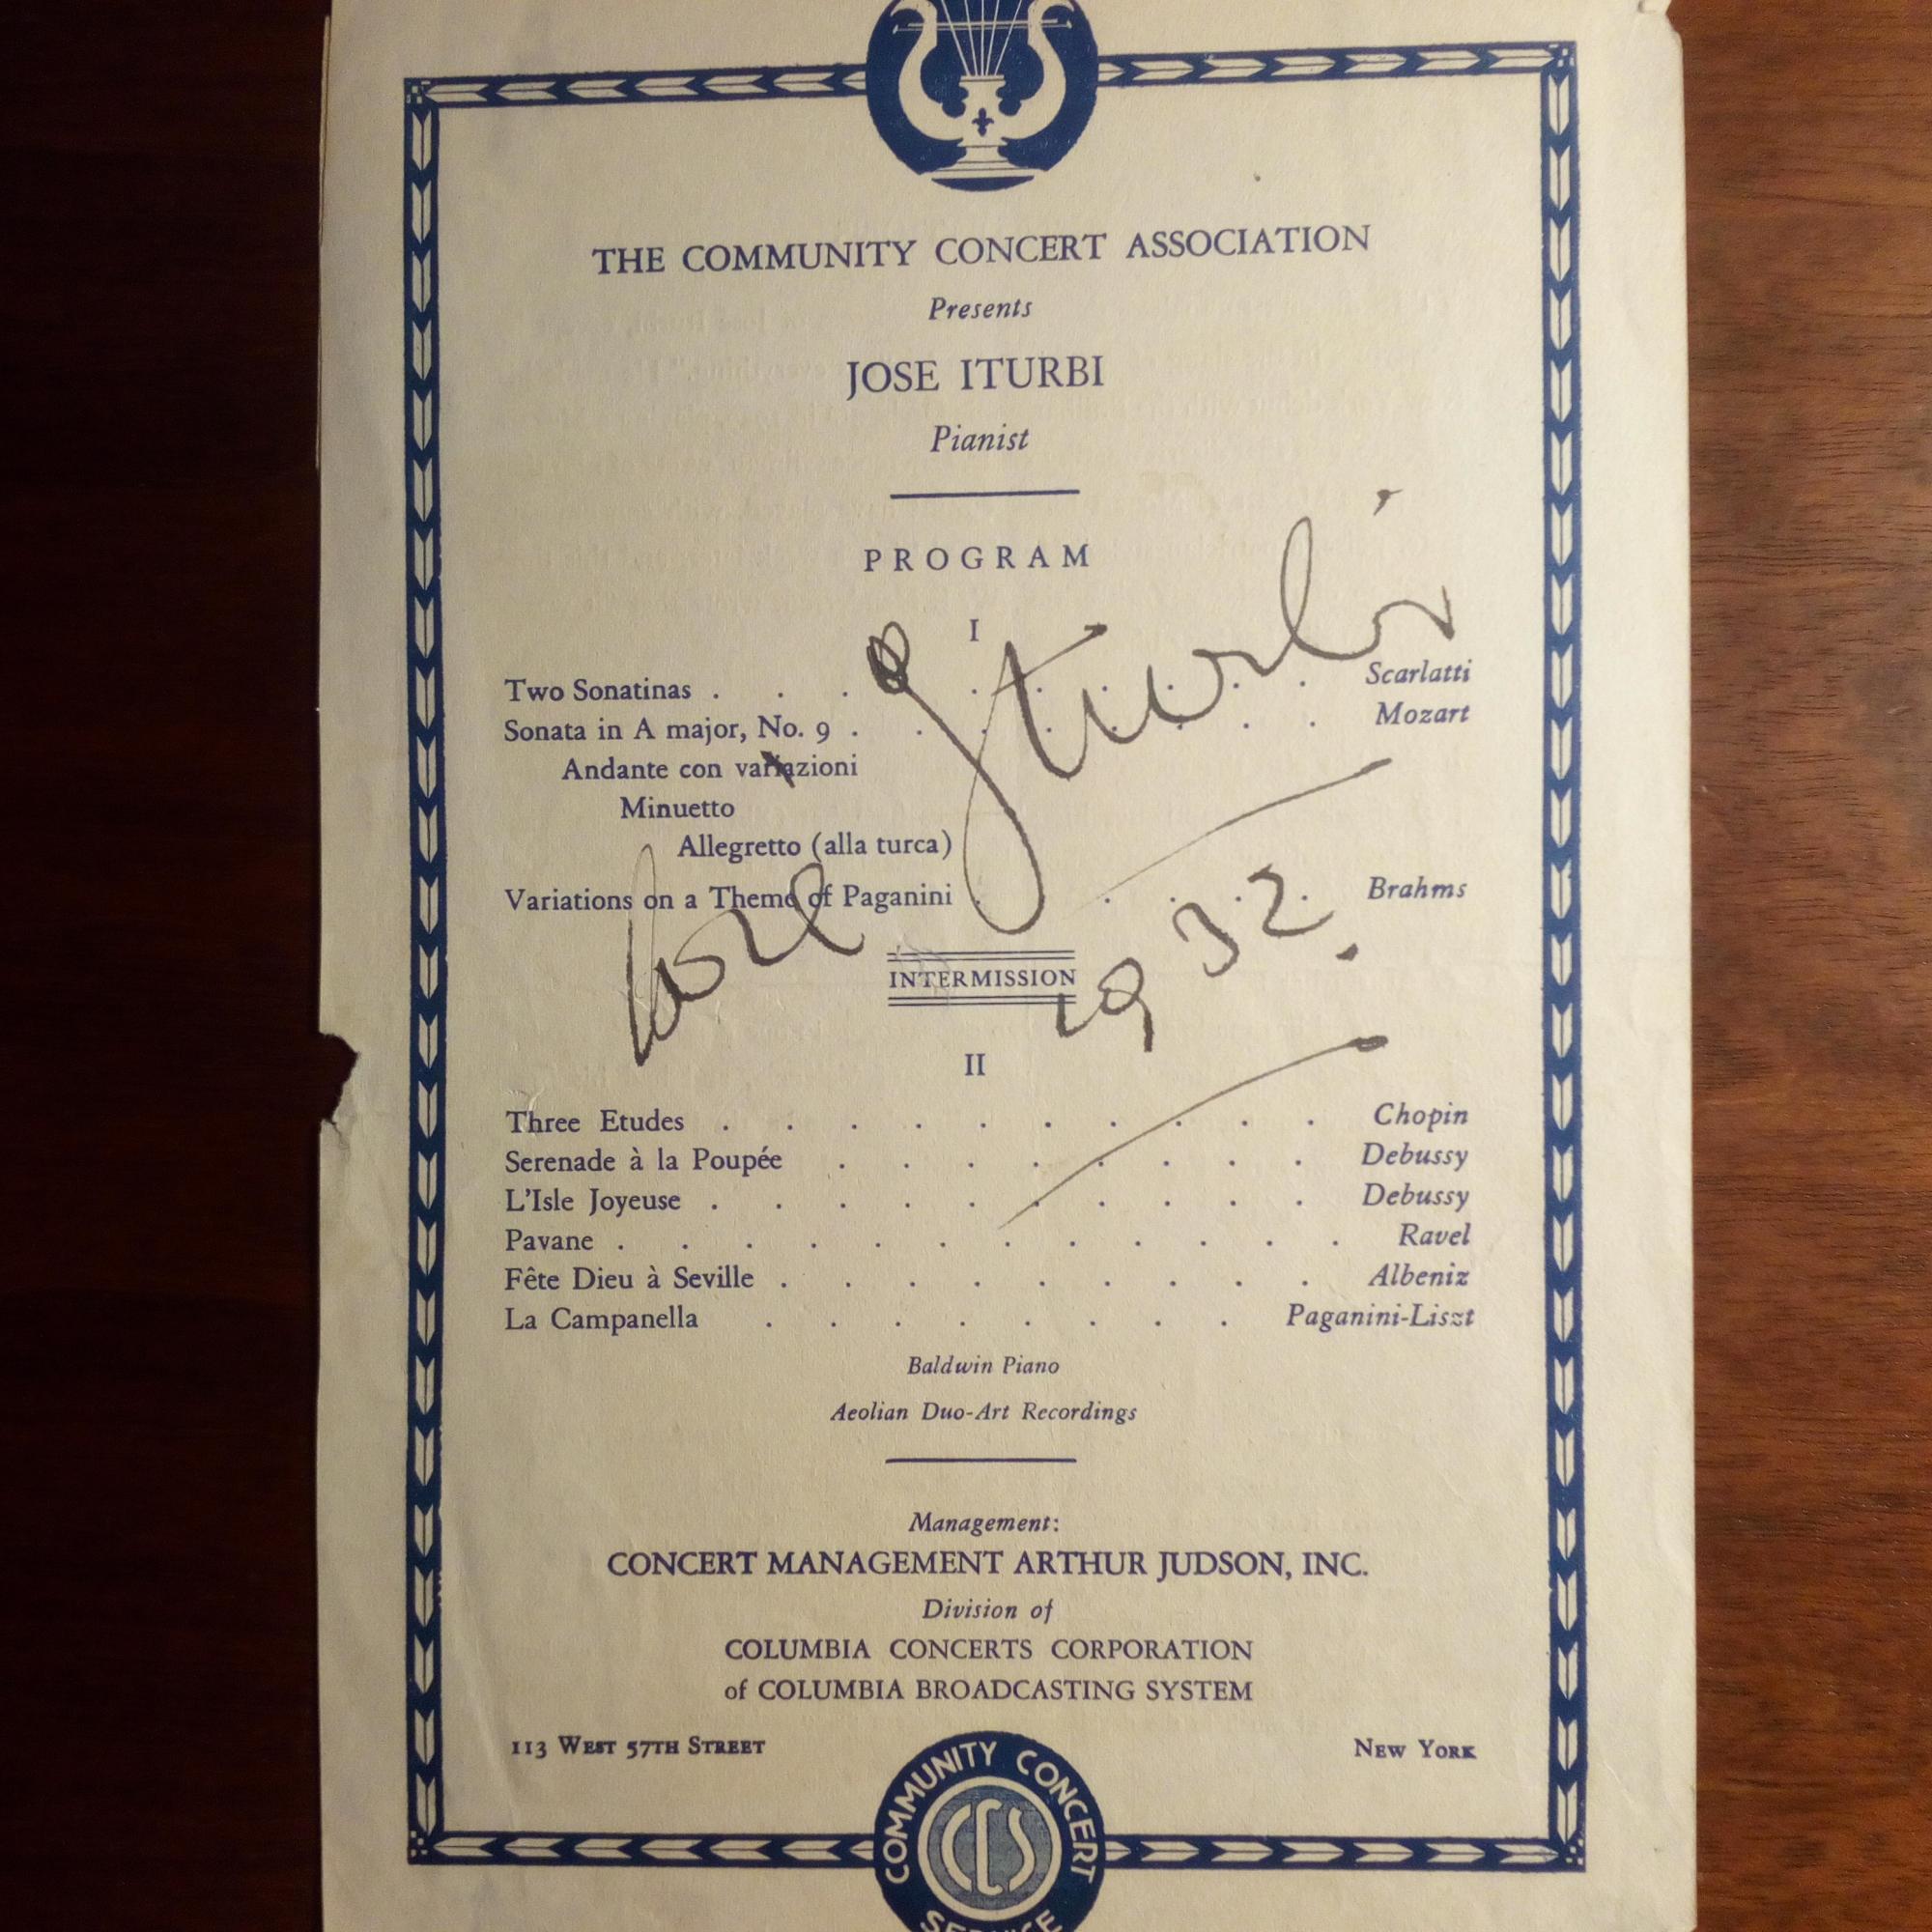 THE COMMUNITY CONCERT ASSOCIATION
Presents
JOSE ITURBI
Pianist
PROGRAM
I
Two Sonatinas . . . . . . . . . . Scarlatti
Sonata in A major, No. 9 . . . . . . . . Mozart
Andante con variazioni
Minuetto
Allegretto (alla turca)
Variations on a Theme of Paganini . . . . . Brahms
Jose Iturbi
1932.
INTERMISSION
II
Three Etudes . . . . . . . . . . Chopin
Serenade à la Poupée . . . . . . . . Debussy
L'Isle Joyeuse . . . . . . . . . . Debussy
Pavane . . . . . . . . . . . . Ravel
Fête Dieu à Seville . . . . . . . . . Albeniz
La Campanella . . . . . . . . Paganini-Liszt
Baldwin Piano
Aeolian Duo-Art Recordings
Management:
CONCERT MANAGEMENT ARTHUR JUDSON, INC.
Division of
COLUMBIA CONCERTS CORPORATION
of COLUMBIA BROADCASTING SYSTEM
113 WEST 57TH STREET NEW YORK
COMMUNITY CONCERT SERVICE
CCS